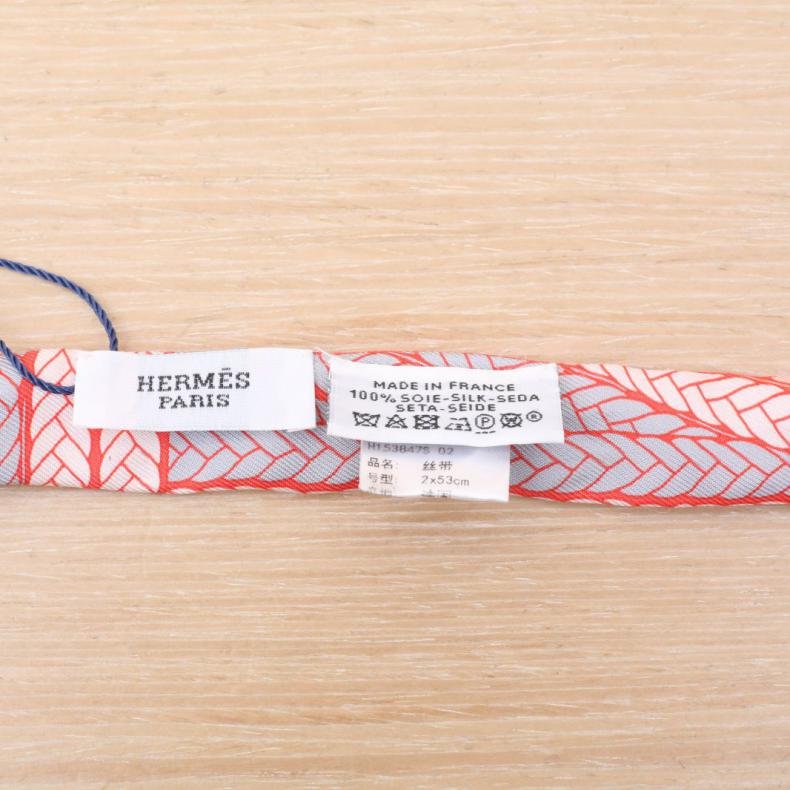 HERMÈS
PARIS
MADE IN FRANCE
100% SOIE-SILK-SEDA
SETA-SEIDE
H153847S 02
品名: 丝带
号型: 2x53cm